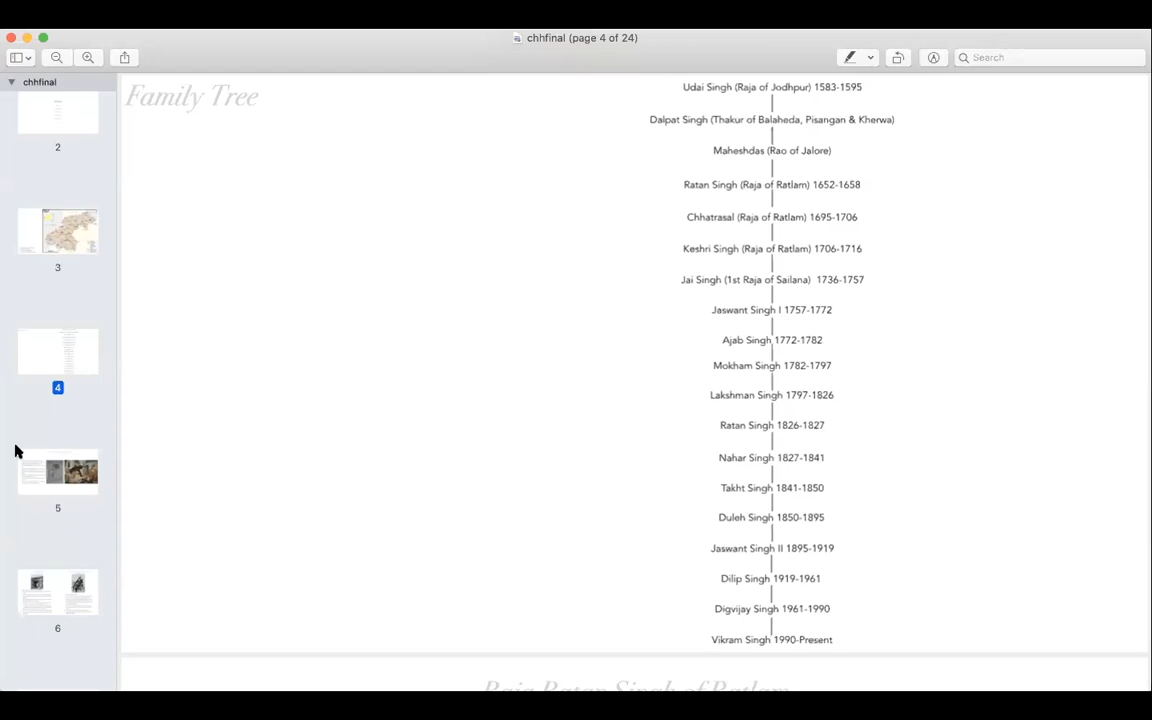 chhfinal (page 4 of 24)
Search
chhfinal
2
3
4
5
6
Family Tree
Udai Singh (Raja of Jodhpur) 1583-1595
Dalpat Singh (Thakur of Balaheda, Pisangan & Kherwa)
Maheshdas (Rao of Jalore)
Ratan Singh (Raja of Ratlam) 1652-1658
Chhatrasal (Raja of Ratlam) 1695-1706
Keshri Singh (Raja of Ratlam) 1706-1716
Jai Singh (1st Raja of Sailana) 1736-1757
Jaswant Singh I 1757-1772
Ajab Singh 1772-1782
Mokham Singh 1782-1797
Lakshman Singh 1797-1826
Ratan Singh 1826-1827
Nahar Singh 1827-1841
Takht Singh 1841-1850
Duleh Singh 1850-1895
Jaswant Singh II 1895-1919
Dilip Singh 1919-1961
Digvijay Singh 1961-1990
Vikram Singh 1990-Present
Raja Ratan Singh of Ratlam